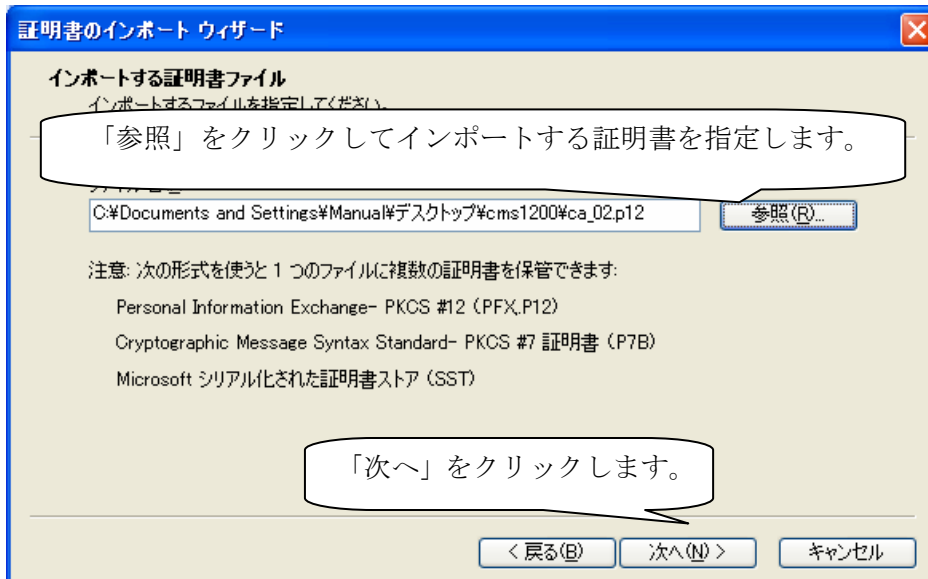 証明書のインポート ウィザード
インポートする証明書ファイル
インポートするファイルを指定してください。
「参照」をクリックしてインポートする証明書を指定します。
C:¥Documents and Settings¥Manual¥デスクトップ¥cms1200¥ca_02.p12
参照(R)...
注意: 次の形式を使うと 1 つのファイルに複数の証明書を保管できます:
Personal Information Exchange- PKCS #12 (PFX,.P12)
Cryptographic Message Syntax Standard- PKCS #7 証明書 (P7B)
Microsoft シリアル化された証明書ストア (SST)
「次へ」をクリックします。
< 戻る(B) 次へ(N) > キャンセル